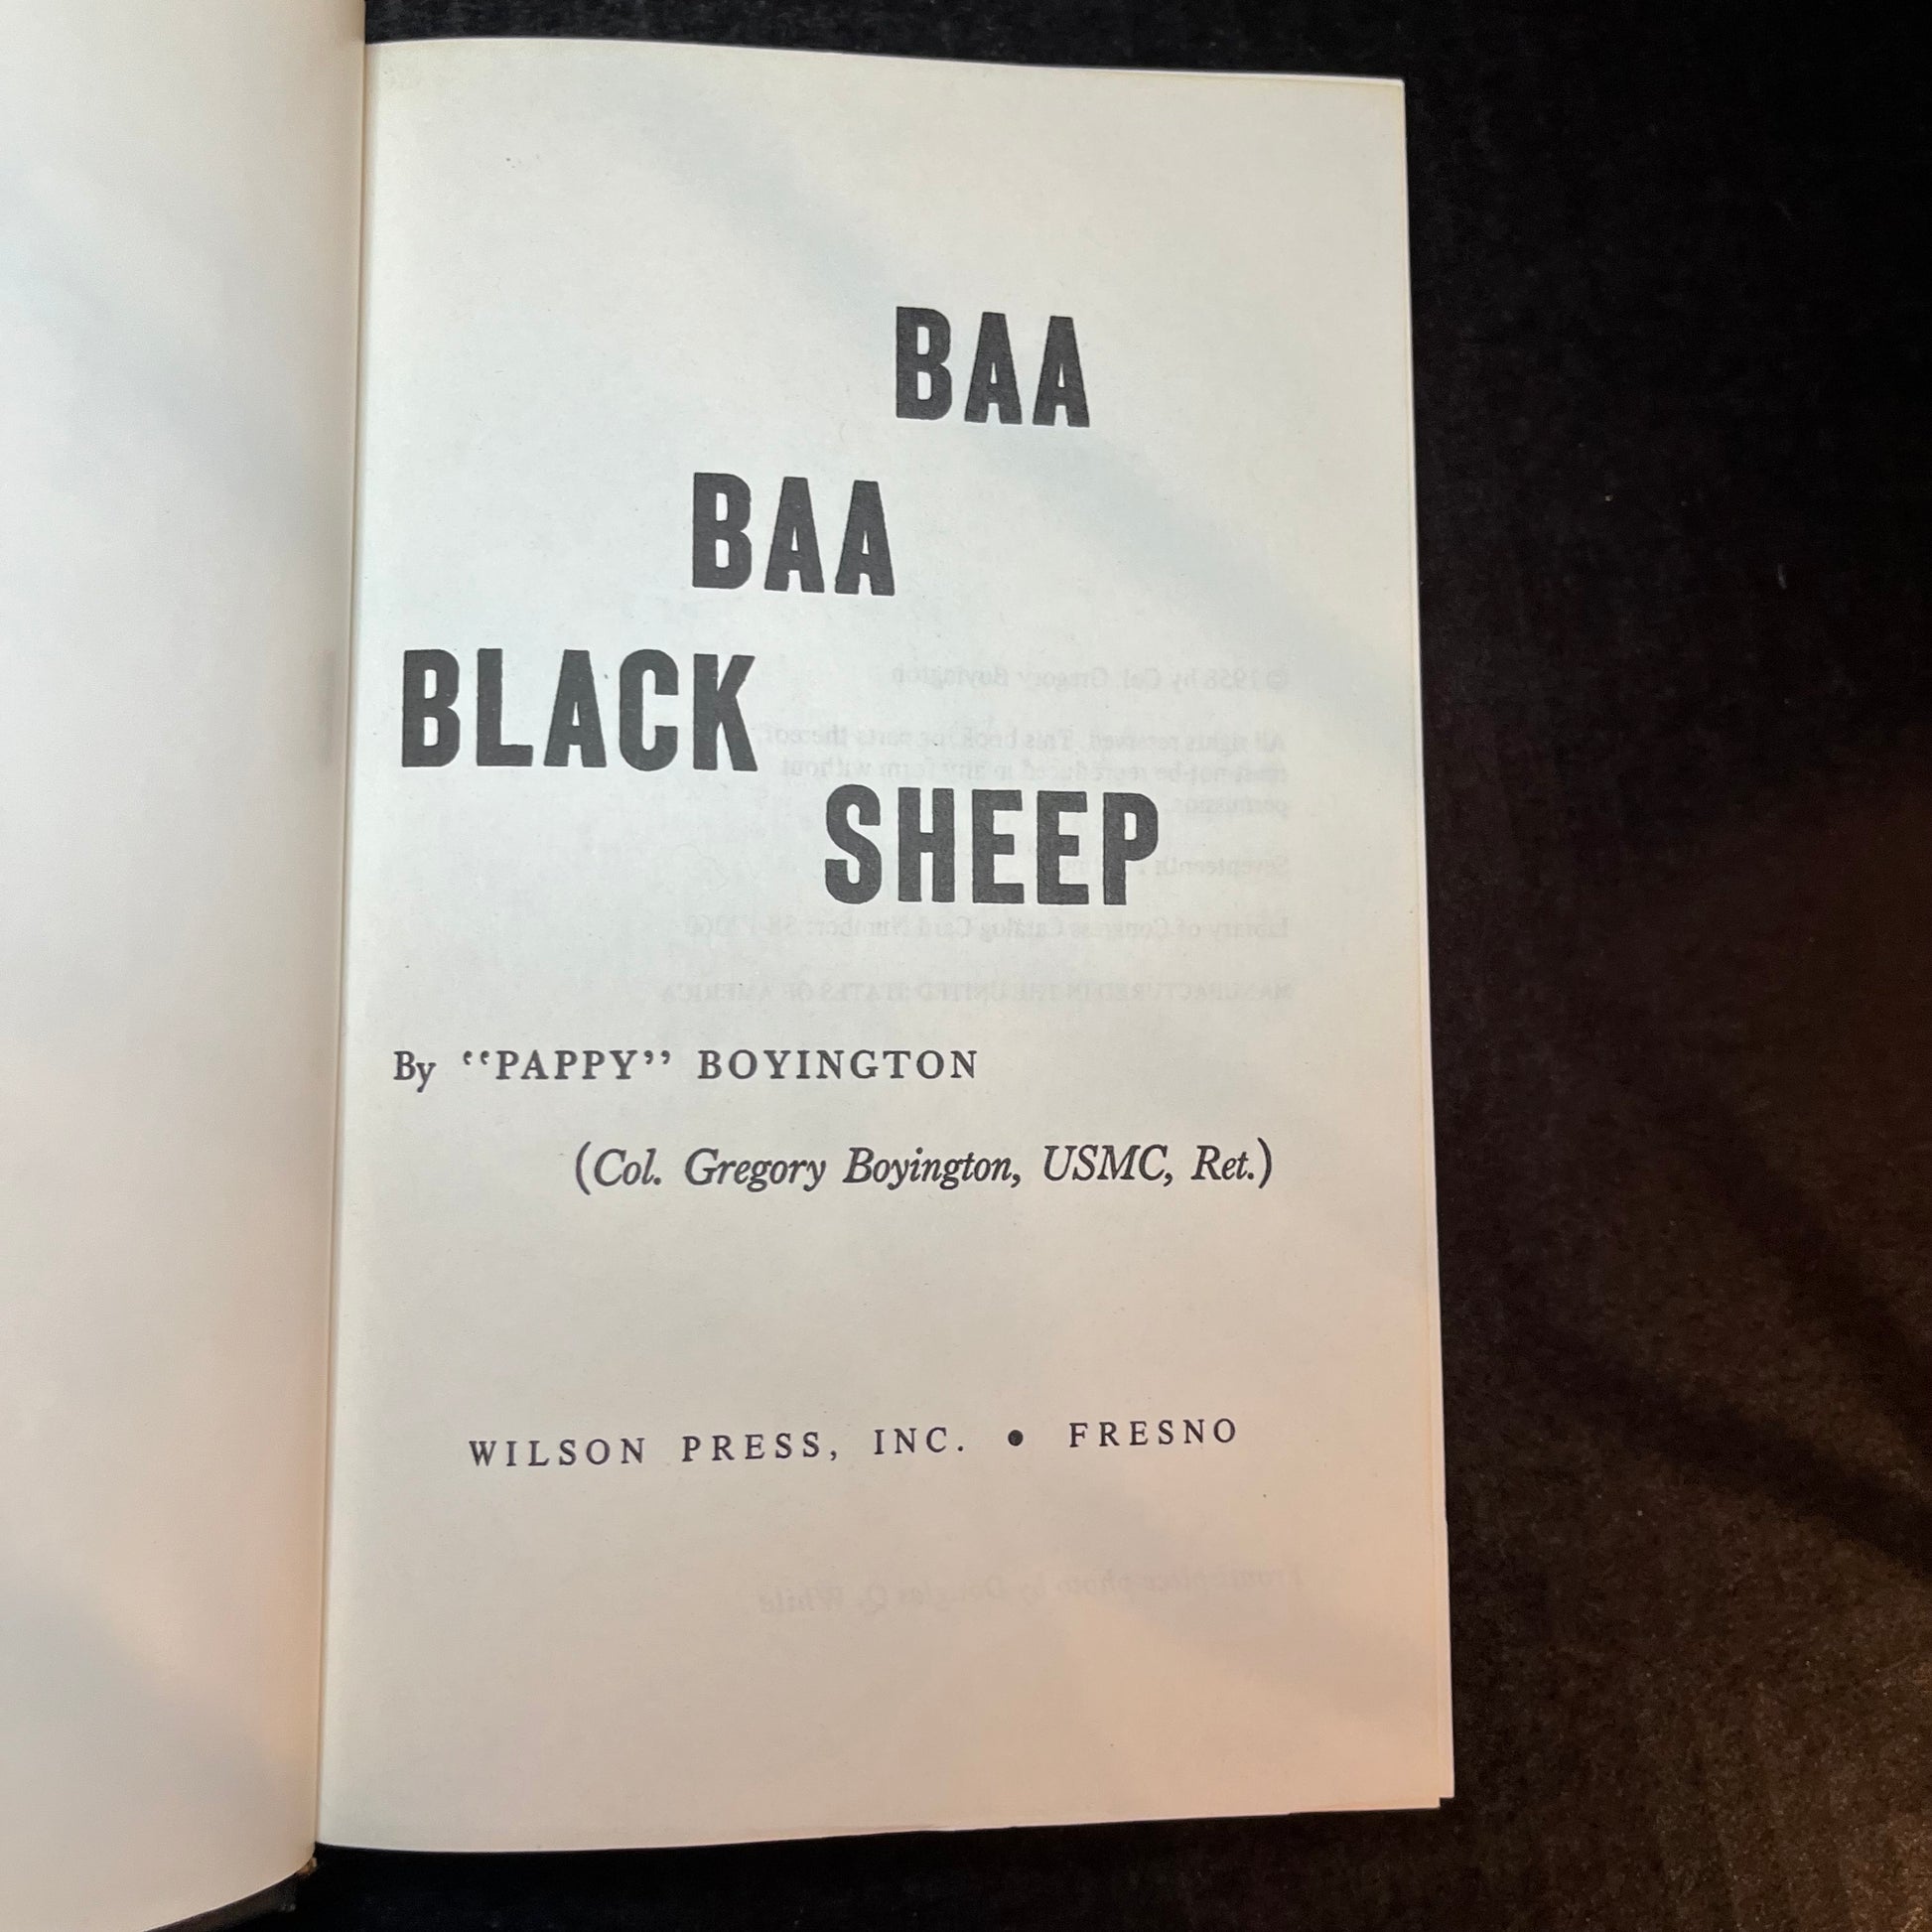 BAA
BAA
BLACK
SHEEP
By “PAPPY” BOYINGTON
(Col. Gregory Boyington, USMC, Ret.)
WILSON PRESS, INC. • FRESNO